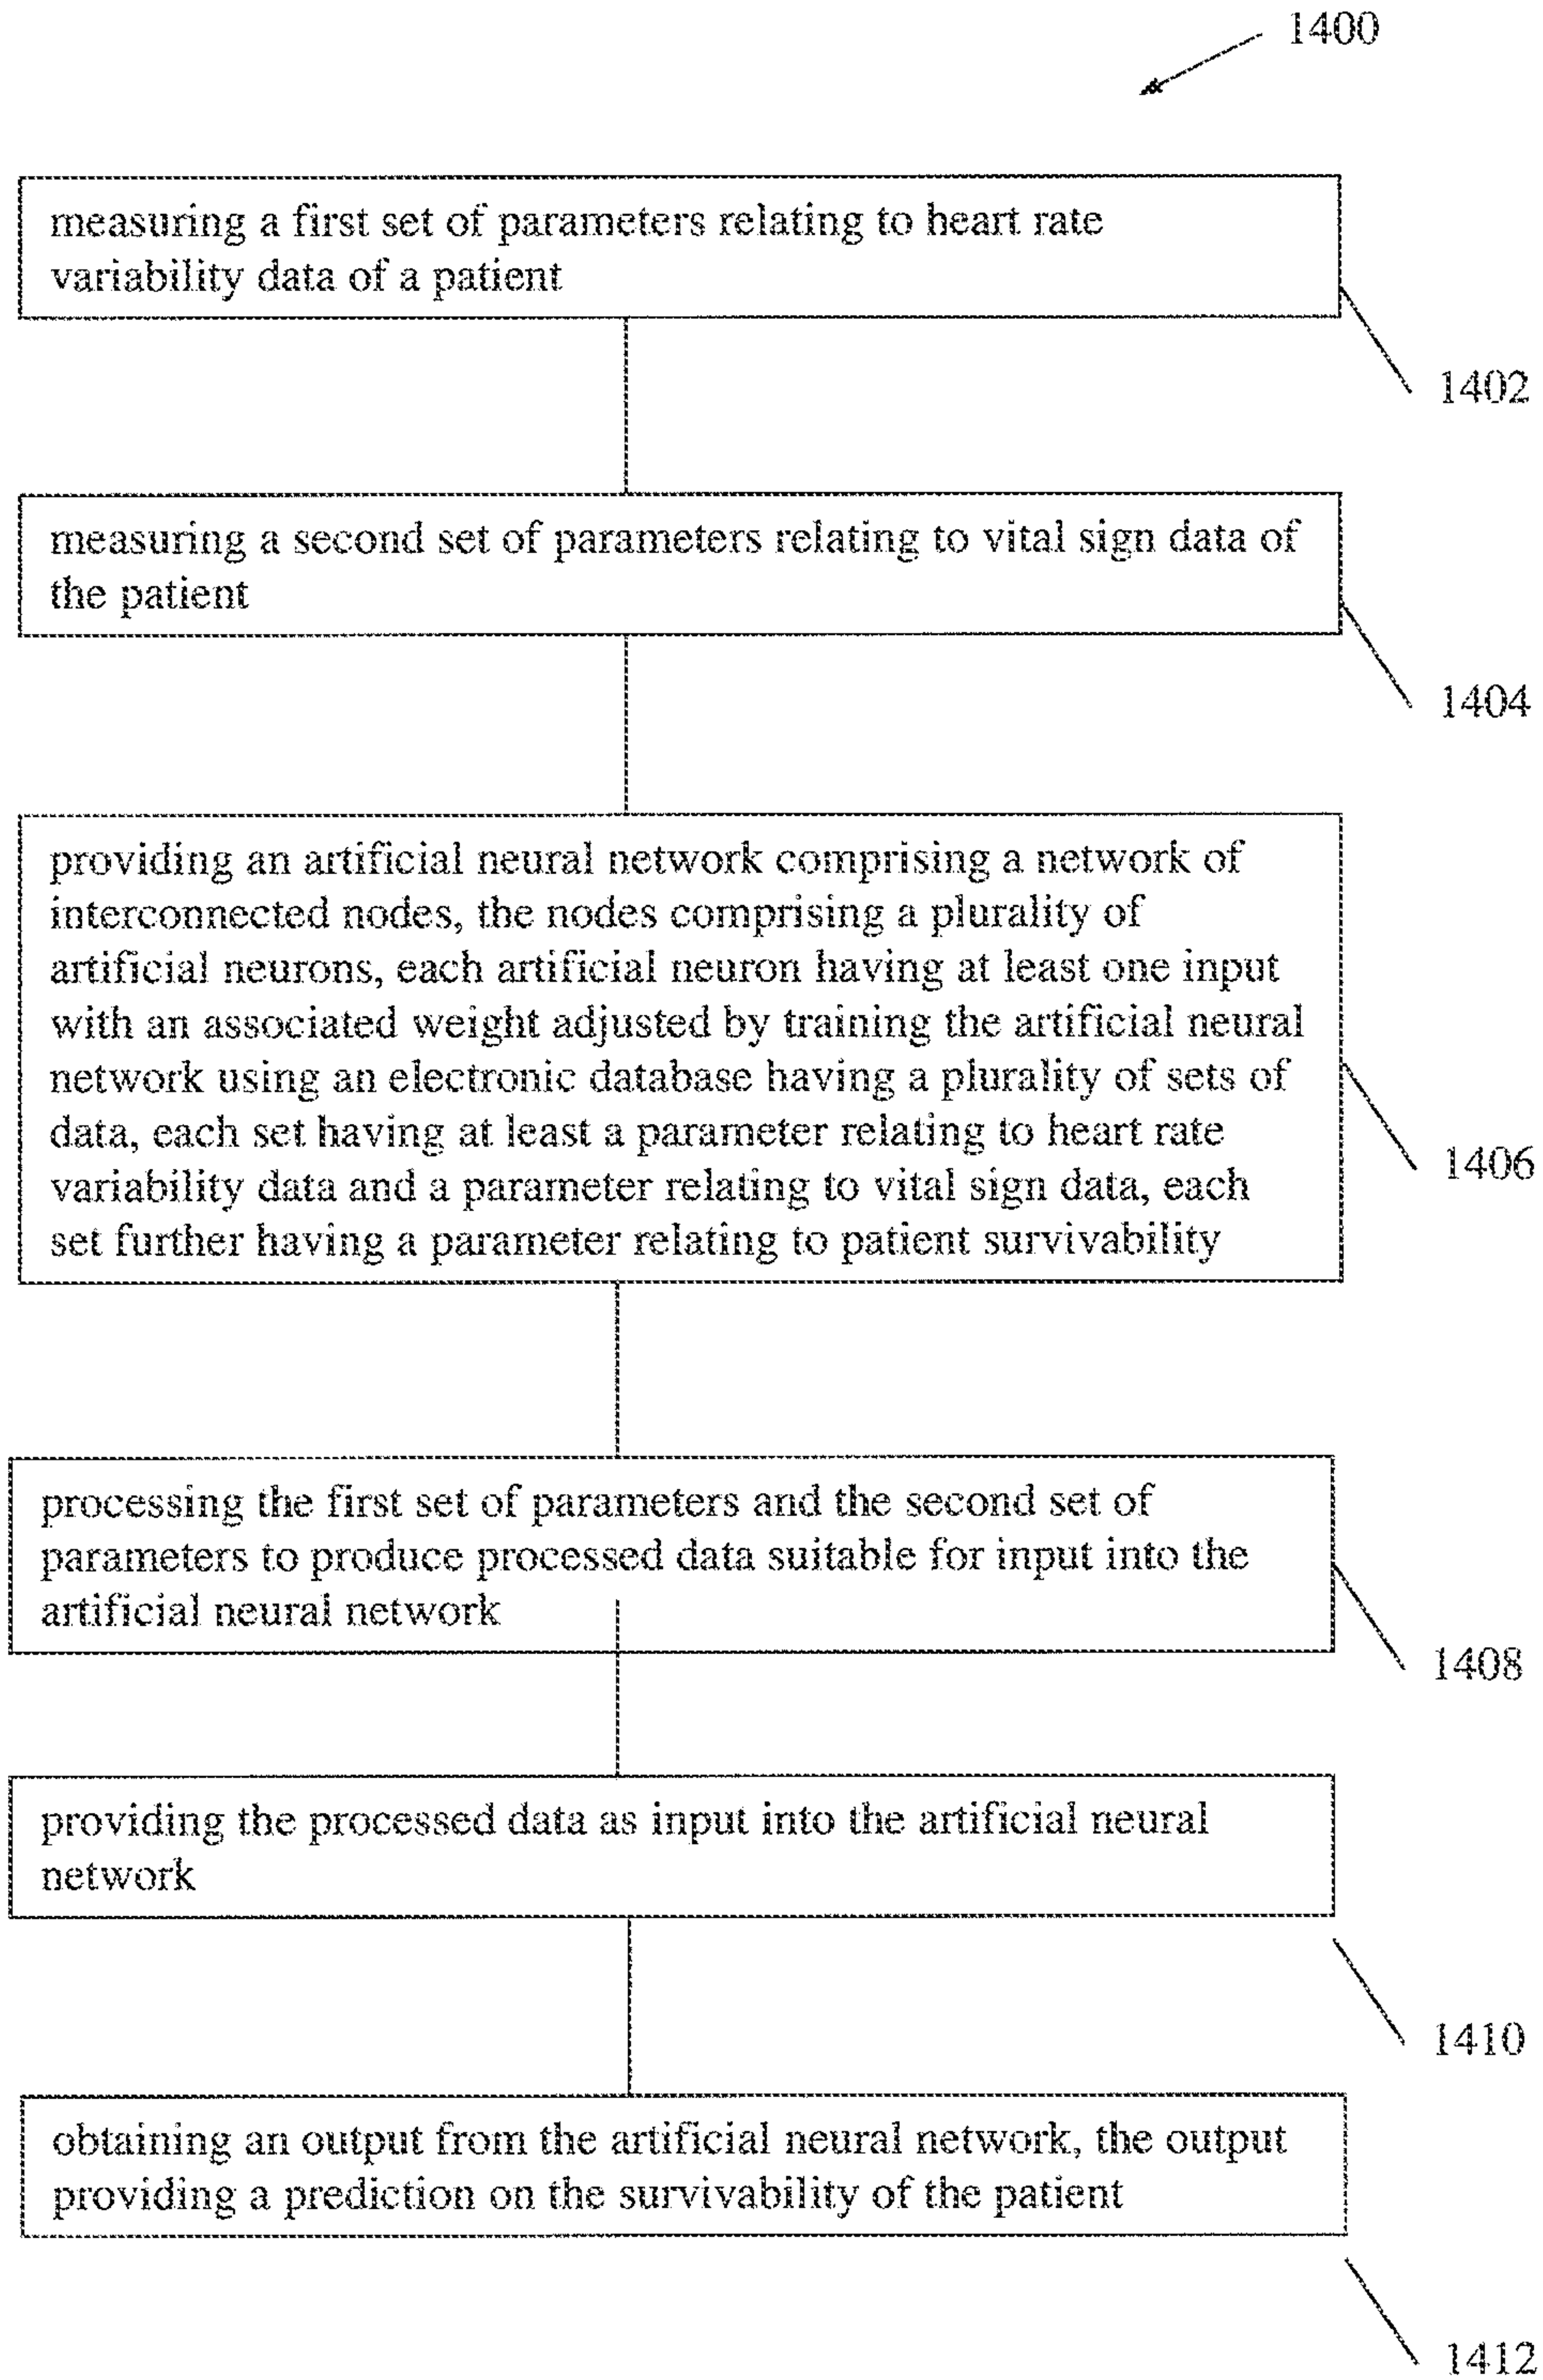 1400
measuring a first set of parameters relating to heart rate
variability data of a patient
1402
measuring a second set of parameters relating to vital sign data of
the patient
1404
providing an artificial neural network comprising a network of
interconnected nodes, the nodes comprising a plurality of
artificial neurons, each artificial neuron having at least one input
with an associated weight adjusted by training the artificial neural
network using an electronic database having a plurality of sets of
data, each set having at least a parameter relating to heart rate
variability data and a parameter relating to vital sign data, each
set further having a parameter relating to patient survivability
1406
processing the first set of parameters and the second set of
parameters to produce processed data suitable for input into the
artificial neural network
1408
providing the processed data as input into the artificial neural
network
1410
obtaining an output from the artificial neural network, the output
providing a prediction on the survivability of the patient
1412